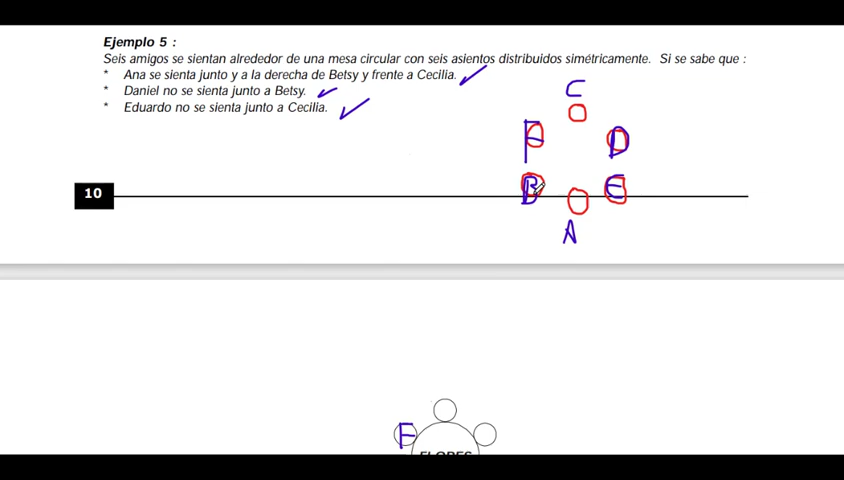 Ejemplo 5 :
Seis amigos se sientan alrededor de una mesa circular con seis asientos distribuidos simétricamente. Si se sabe que :
* Ana se sienta junto y a la derecha de Betsy y frente a Cecilia.
* Daniel no se sienta junto a Betsy.
* Eduardo no se sienta junto a Cecilia.
C
F D
B E
A
10
F
FLORES